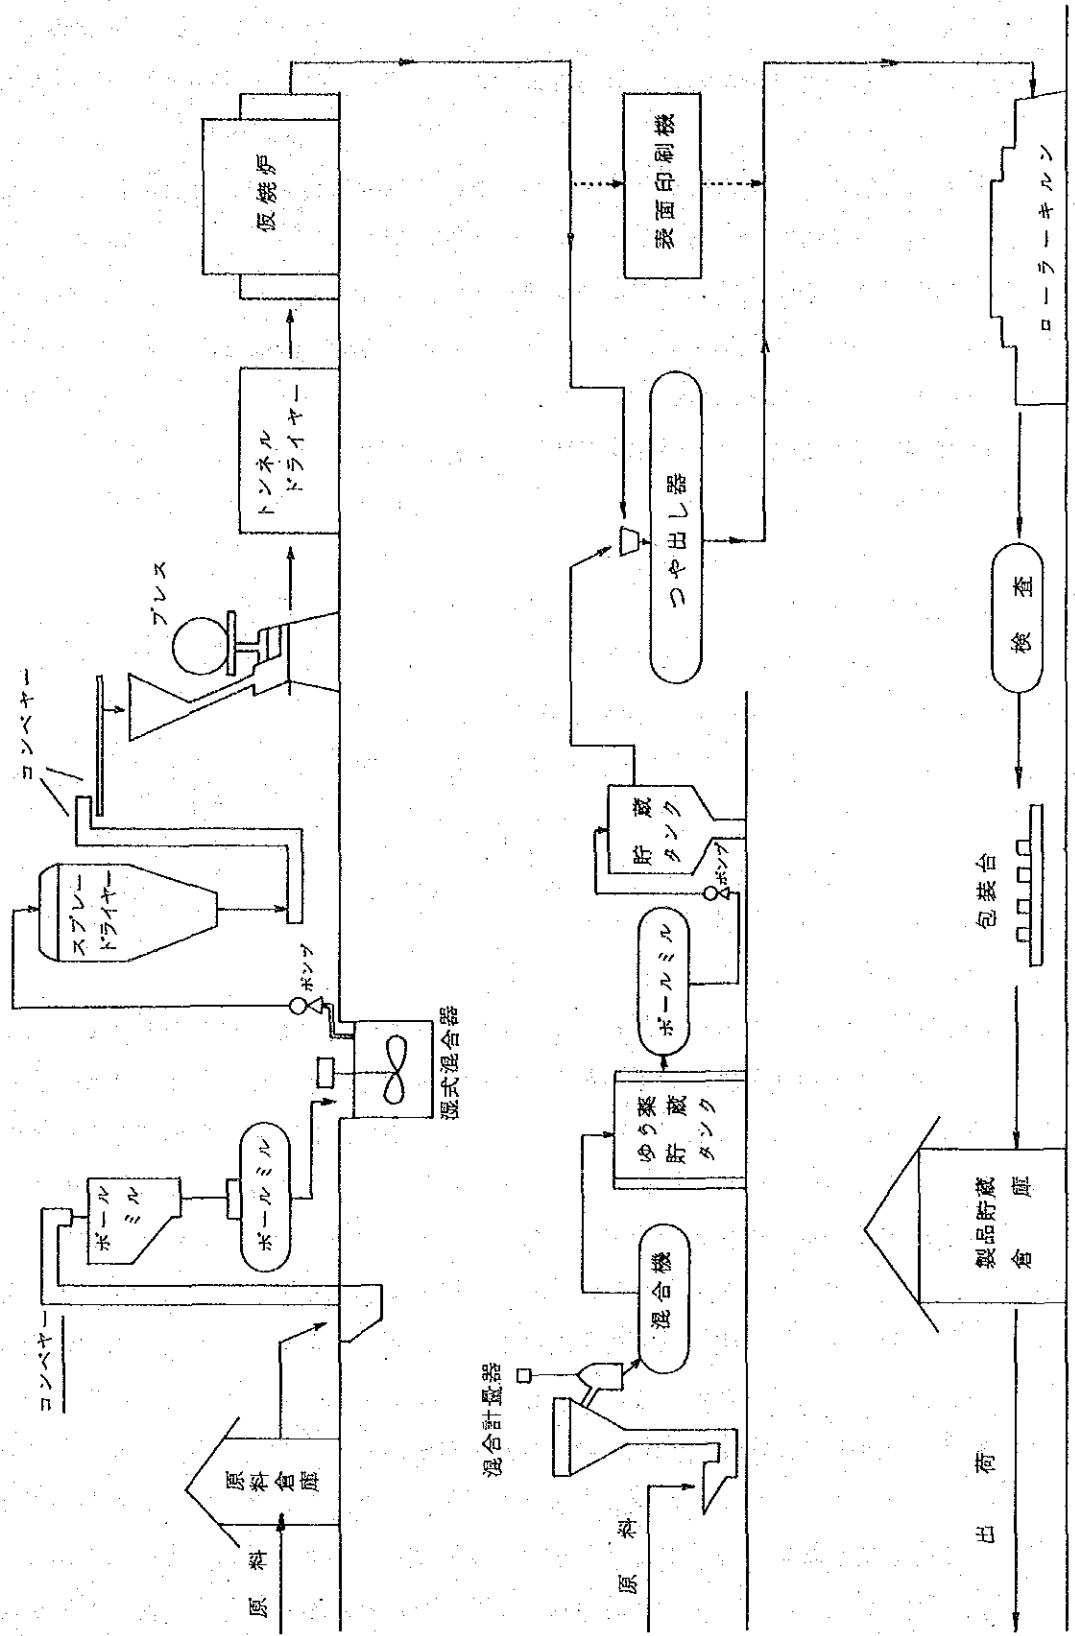 原料
原料倉庫
コンベヤー
ボール
ミル
ボールミル
湿式混合器
ポンプ
スプレー
ドライヤー
コンベヤー
プレス
トンネル
ドライヤー
仮焼炉
原料
混合計量器
混合機
ゆう薬
貯蔵
タンク
ボールミル
ポンプ
貯蔵
タンク
つや出し器
表面印刷機
ローラーキルン
検査
包装台
製品貯蔵
倉庫
出荷